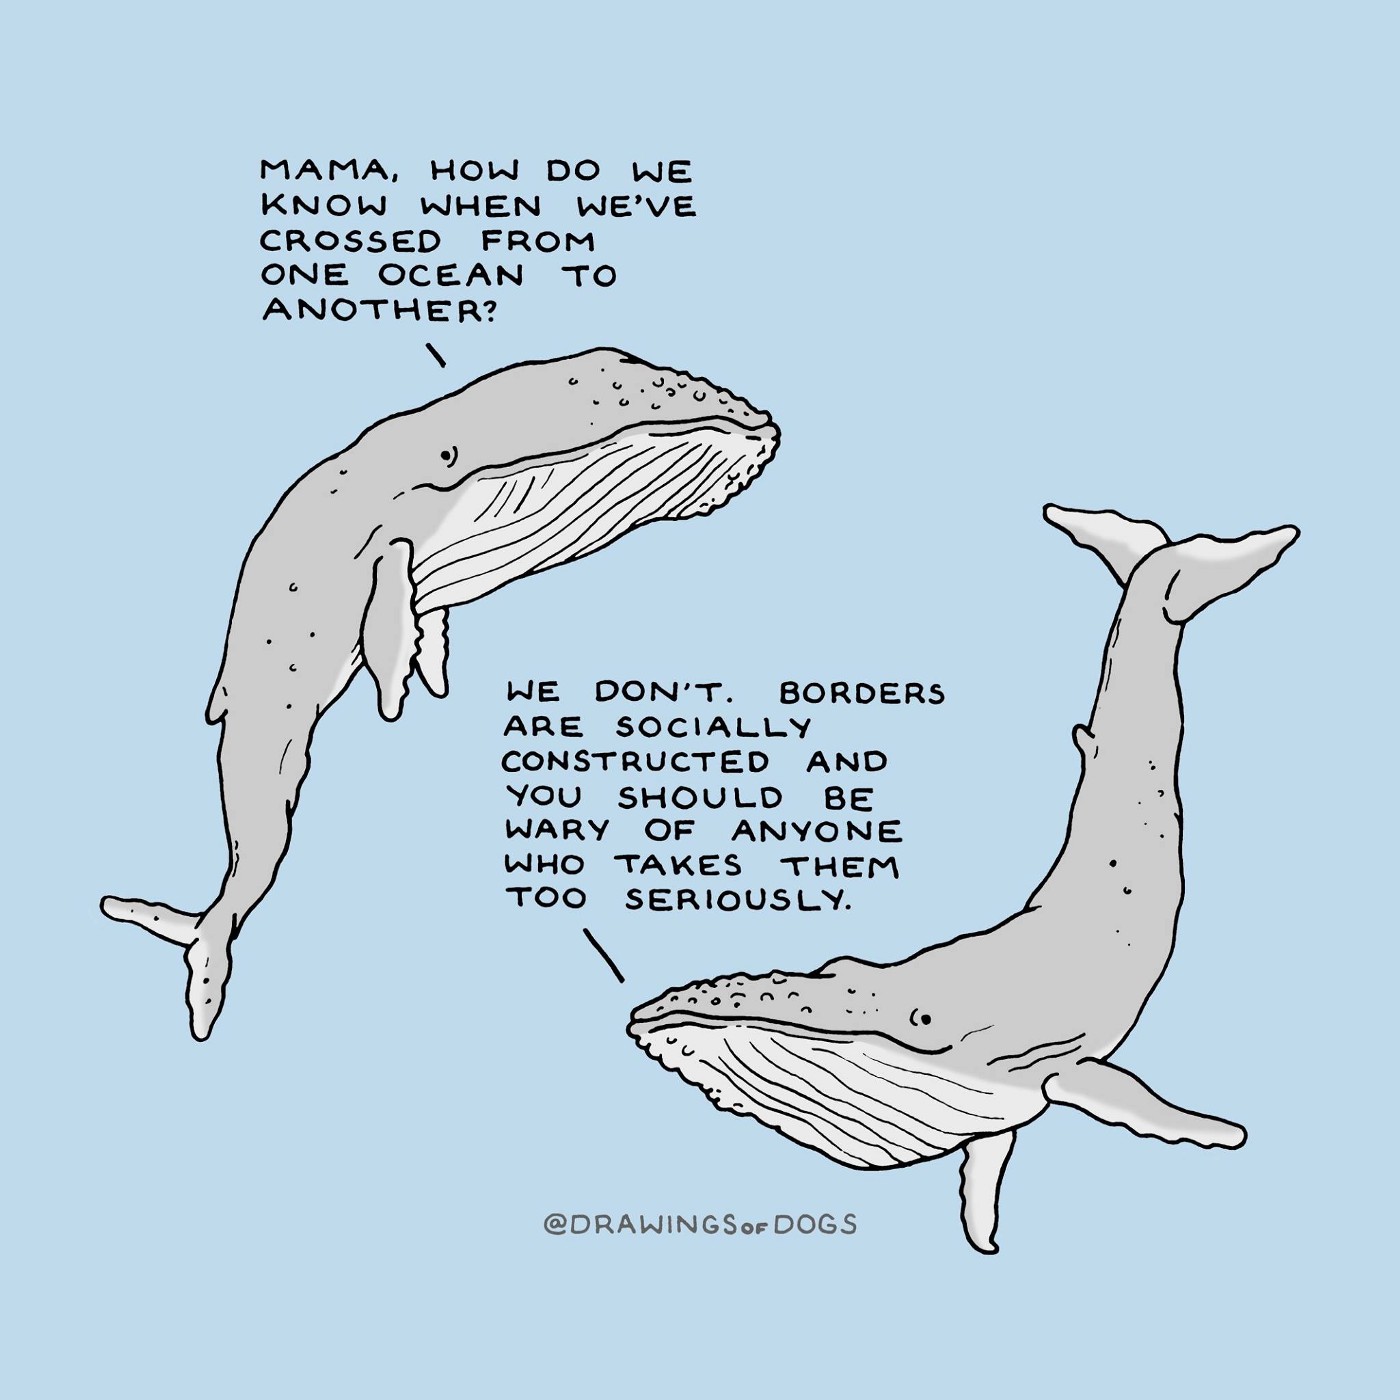 MAMA, HOW DO WE
KNOW WHEN WE'VE
CROSSED FROM
ONE OCEAN TO
ANOTHER?
WE DON'T. BORDERS
ARE SOCIALLY
CONSTRUCTED AND
YOU SHOULD BE
WARY OF ANYONE
WHO TAKES THEM
TOO SERIOUSLY.
@DRAWINGSOFDOGS